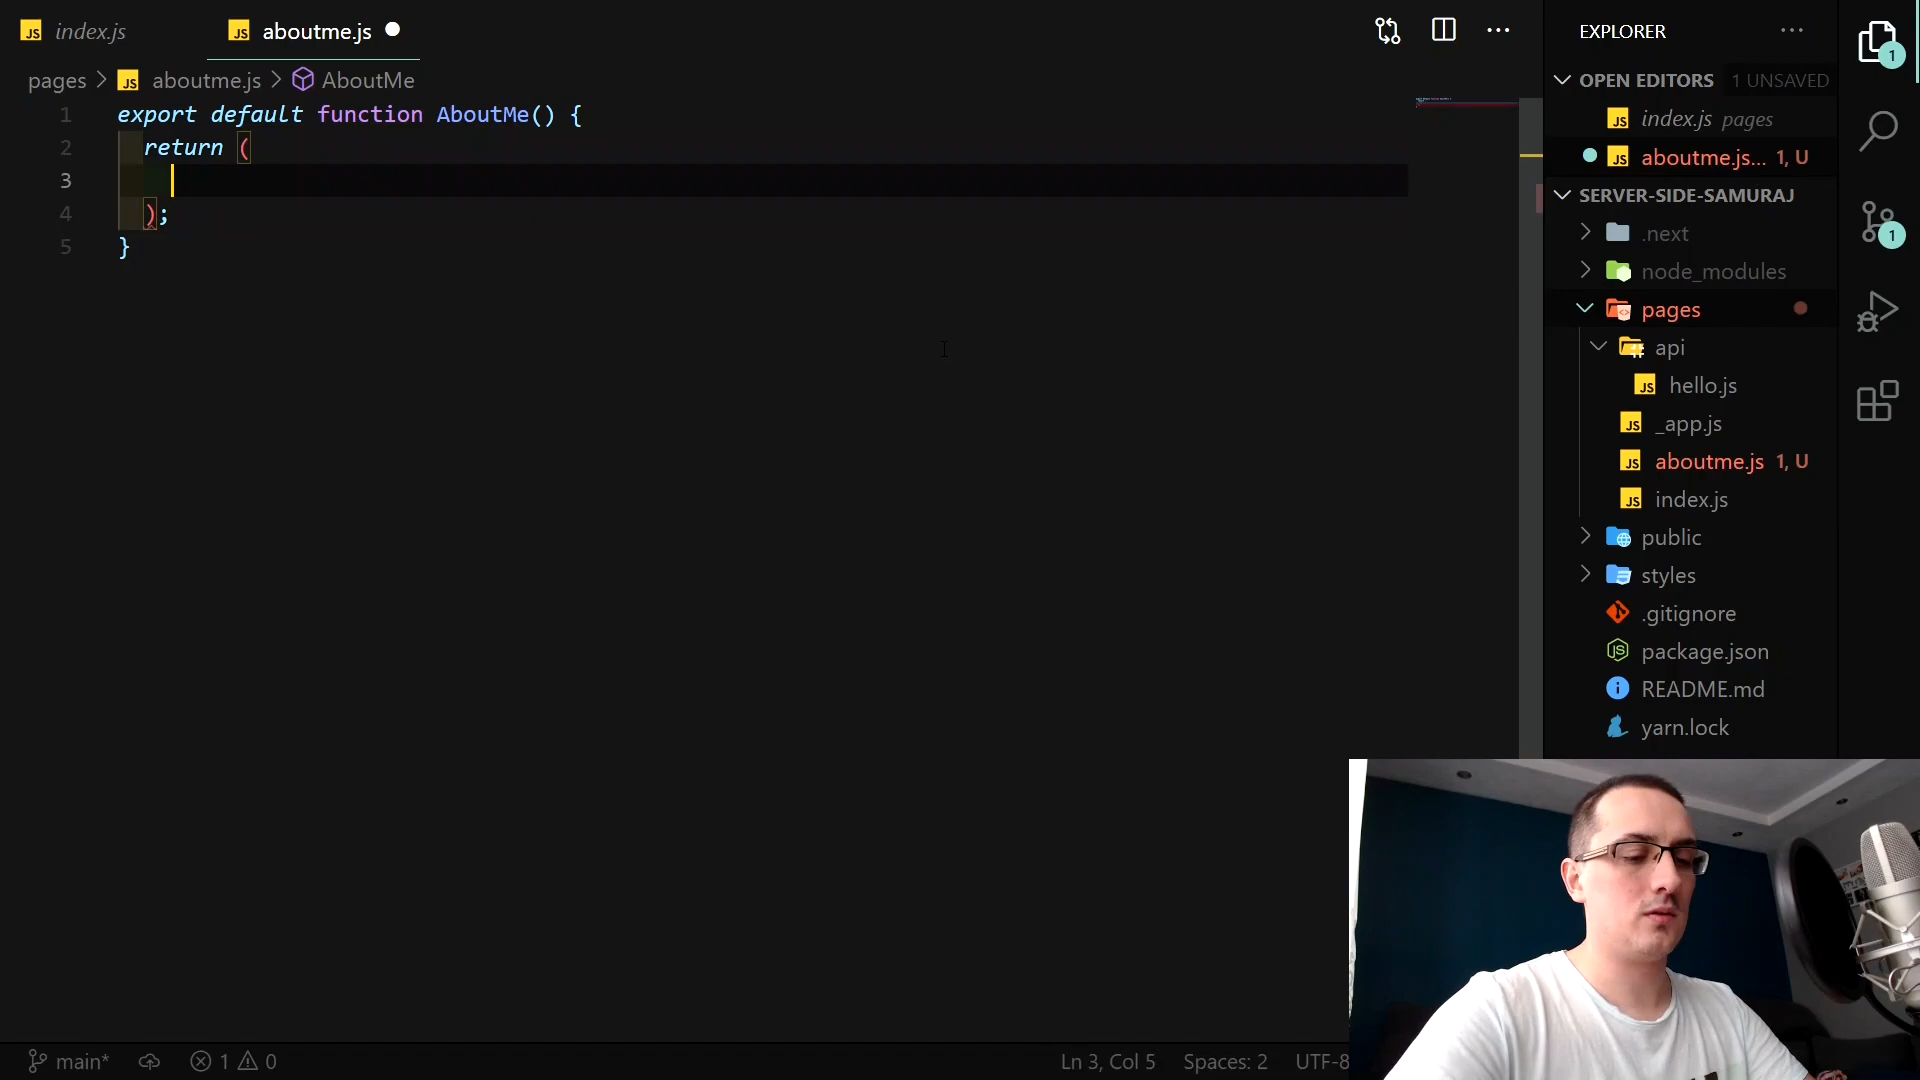 index.js
aboutme.js
pages > aboutme.js > AboutMe
1 export default function AboutMe() {
2 return (
3
4 );
5 }
EXPLORER
OPEN EDITORS 1 UNSAVED
index.js pages
aboutme.js... 1, U
SERVER-SIDE-SAMURAJ
.next
node_modules
pages
api
hello.js
_app.js
aboutme.js 1, U
index.js
public
styles
.gitignore
package.json
README.md
yarn.lock
1
1
main* 1 0 Ln 3, Col 5 Spaces: 2 UTF-8